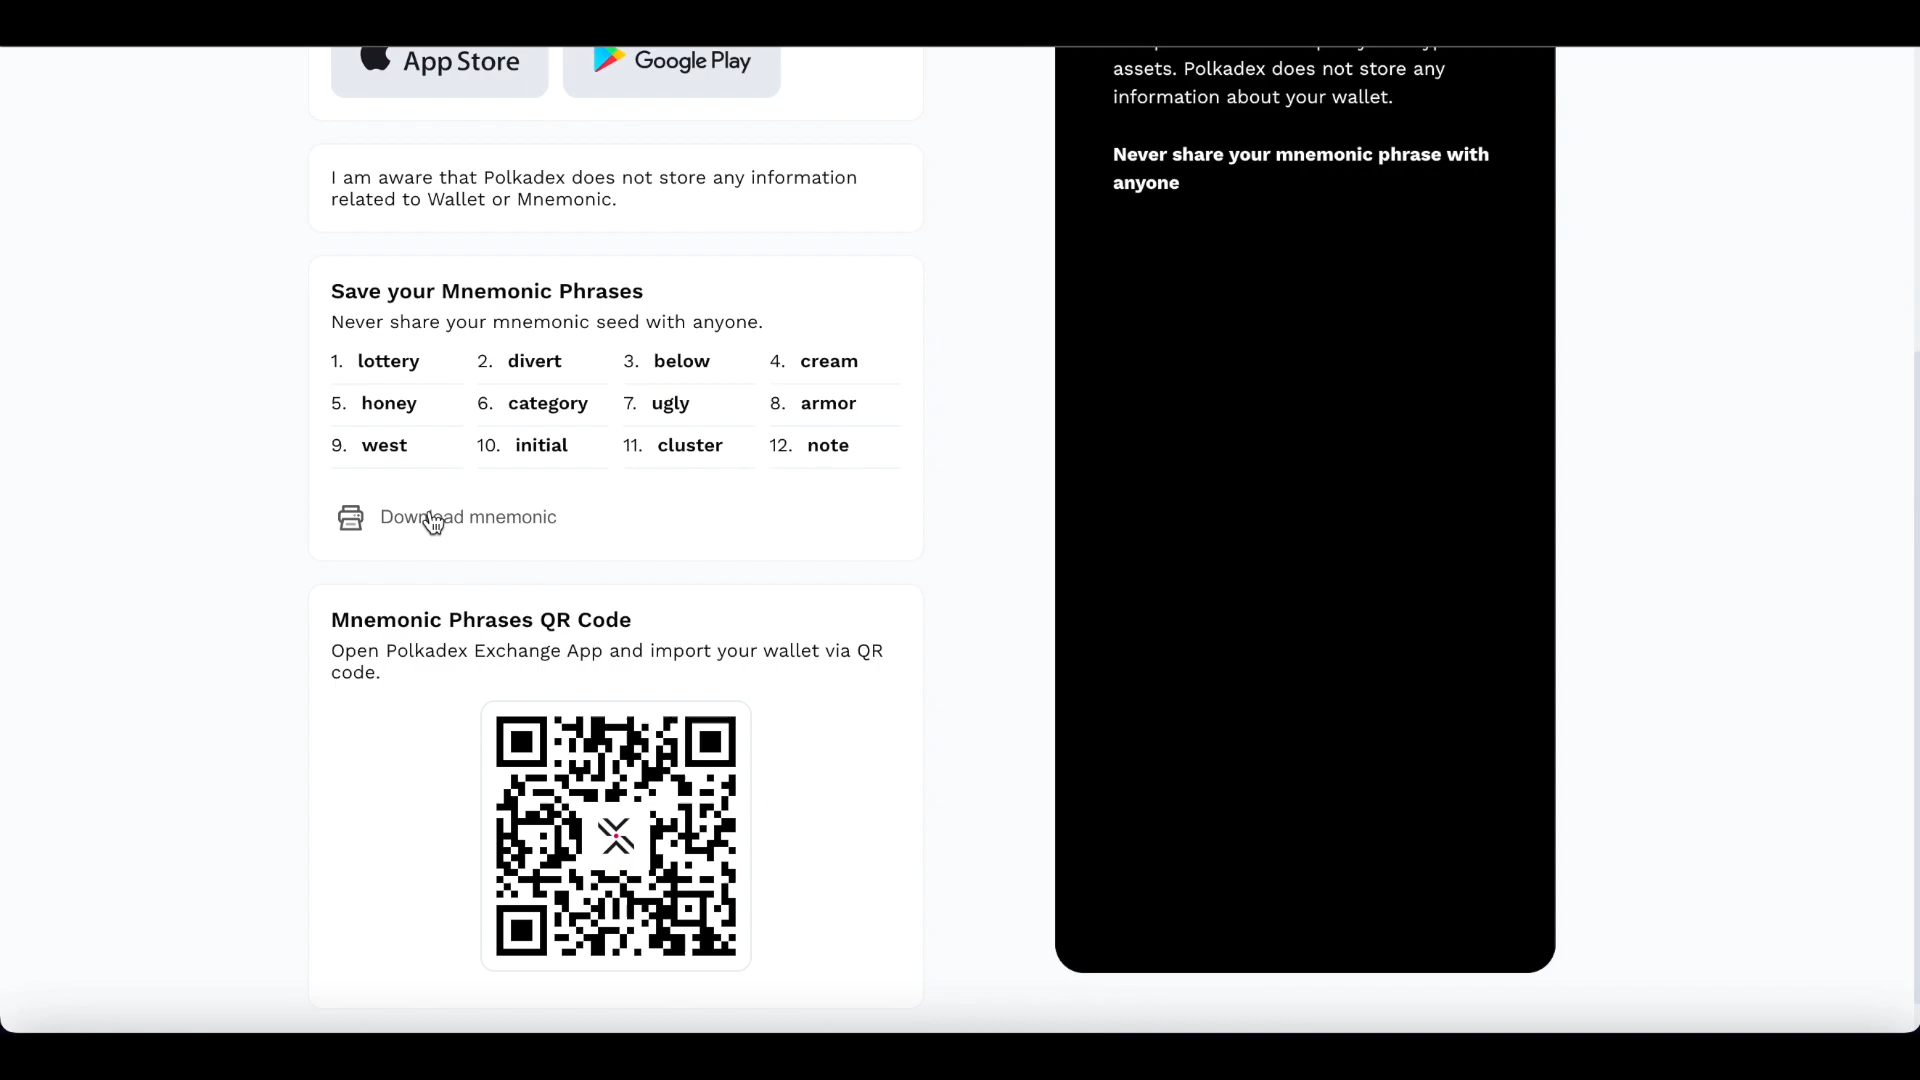 App Store
Google Play
I am aware that Polkadex does not store any information
related to Wallet or Mnemonic.
Save your Mnemonic Phrases
Never share your mnemonic seed with anyone.
1. lottery 2. divert 3. below 4. cream
5. honey 6. category 7. ugly 8. armor
9. west 10. initial 11. cluster 12. note
Download mnemonic
Mnemonic Phrases QR Code
Open Polkadex Exchange App and import your wallet via QR
code.
assets. Polkadex does not store any
information about your wallet.
Never share your mnemonic phrase with
anyone